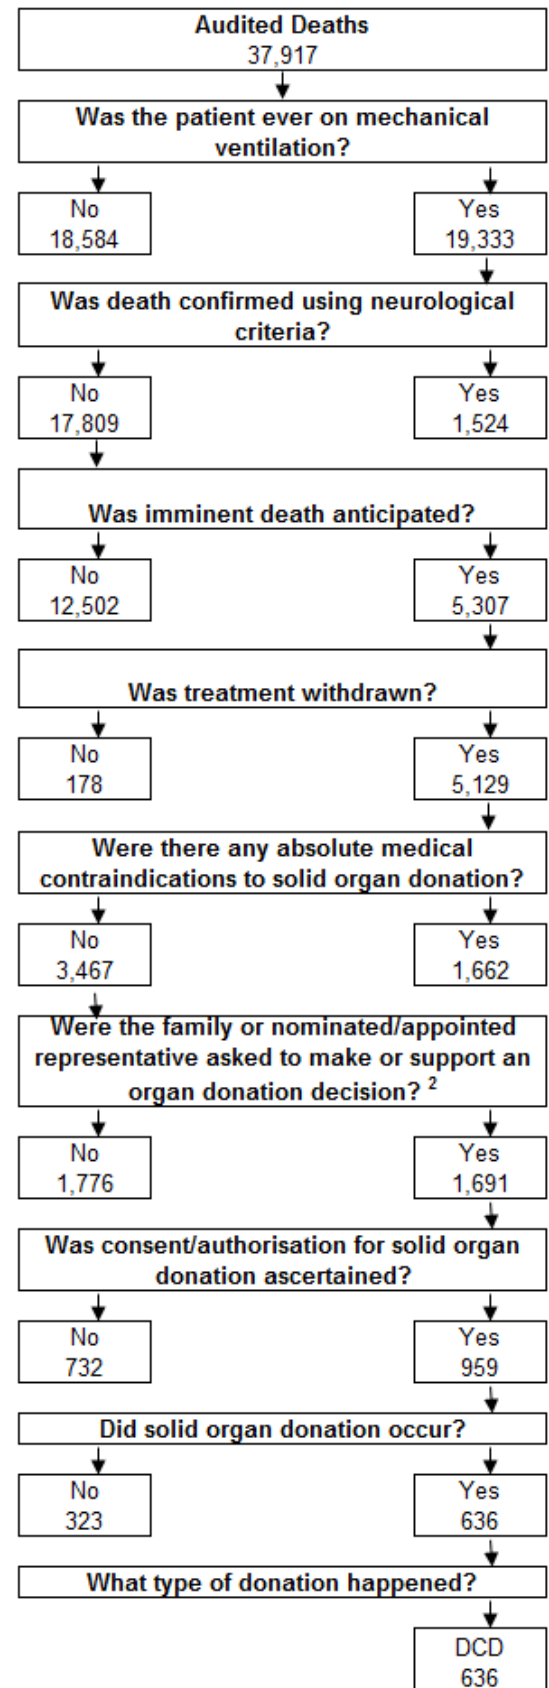 Audited Deaths
37,917
Was the patient ever on mechanical
ventilation?
No
18,584
Yes
19,333
Was death confirmed using neurological
criteria?
No
17,809
Yes
1,524
Was imminent death anticipated?
No
12,502
Yes
5,307
Was treatment withdrawn?
No
178
Yes
5,129
Were there any absolute medical
contraindications to solid organ donation?
No
3,467
Yes
1,662
Were the family or nominated/appointed
representative asked to make or support an
organ donation decision? 2
No
1,776
Yes
1,691
Was consent/authorisation for solid organ
donation ascertained?
No
732
Yes
959
Did solid organ donation occur?
No
323
Yes
636
What type of donation happened?
DCD
636